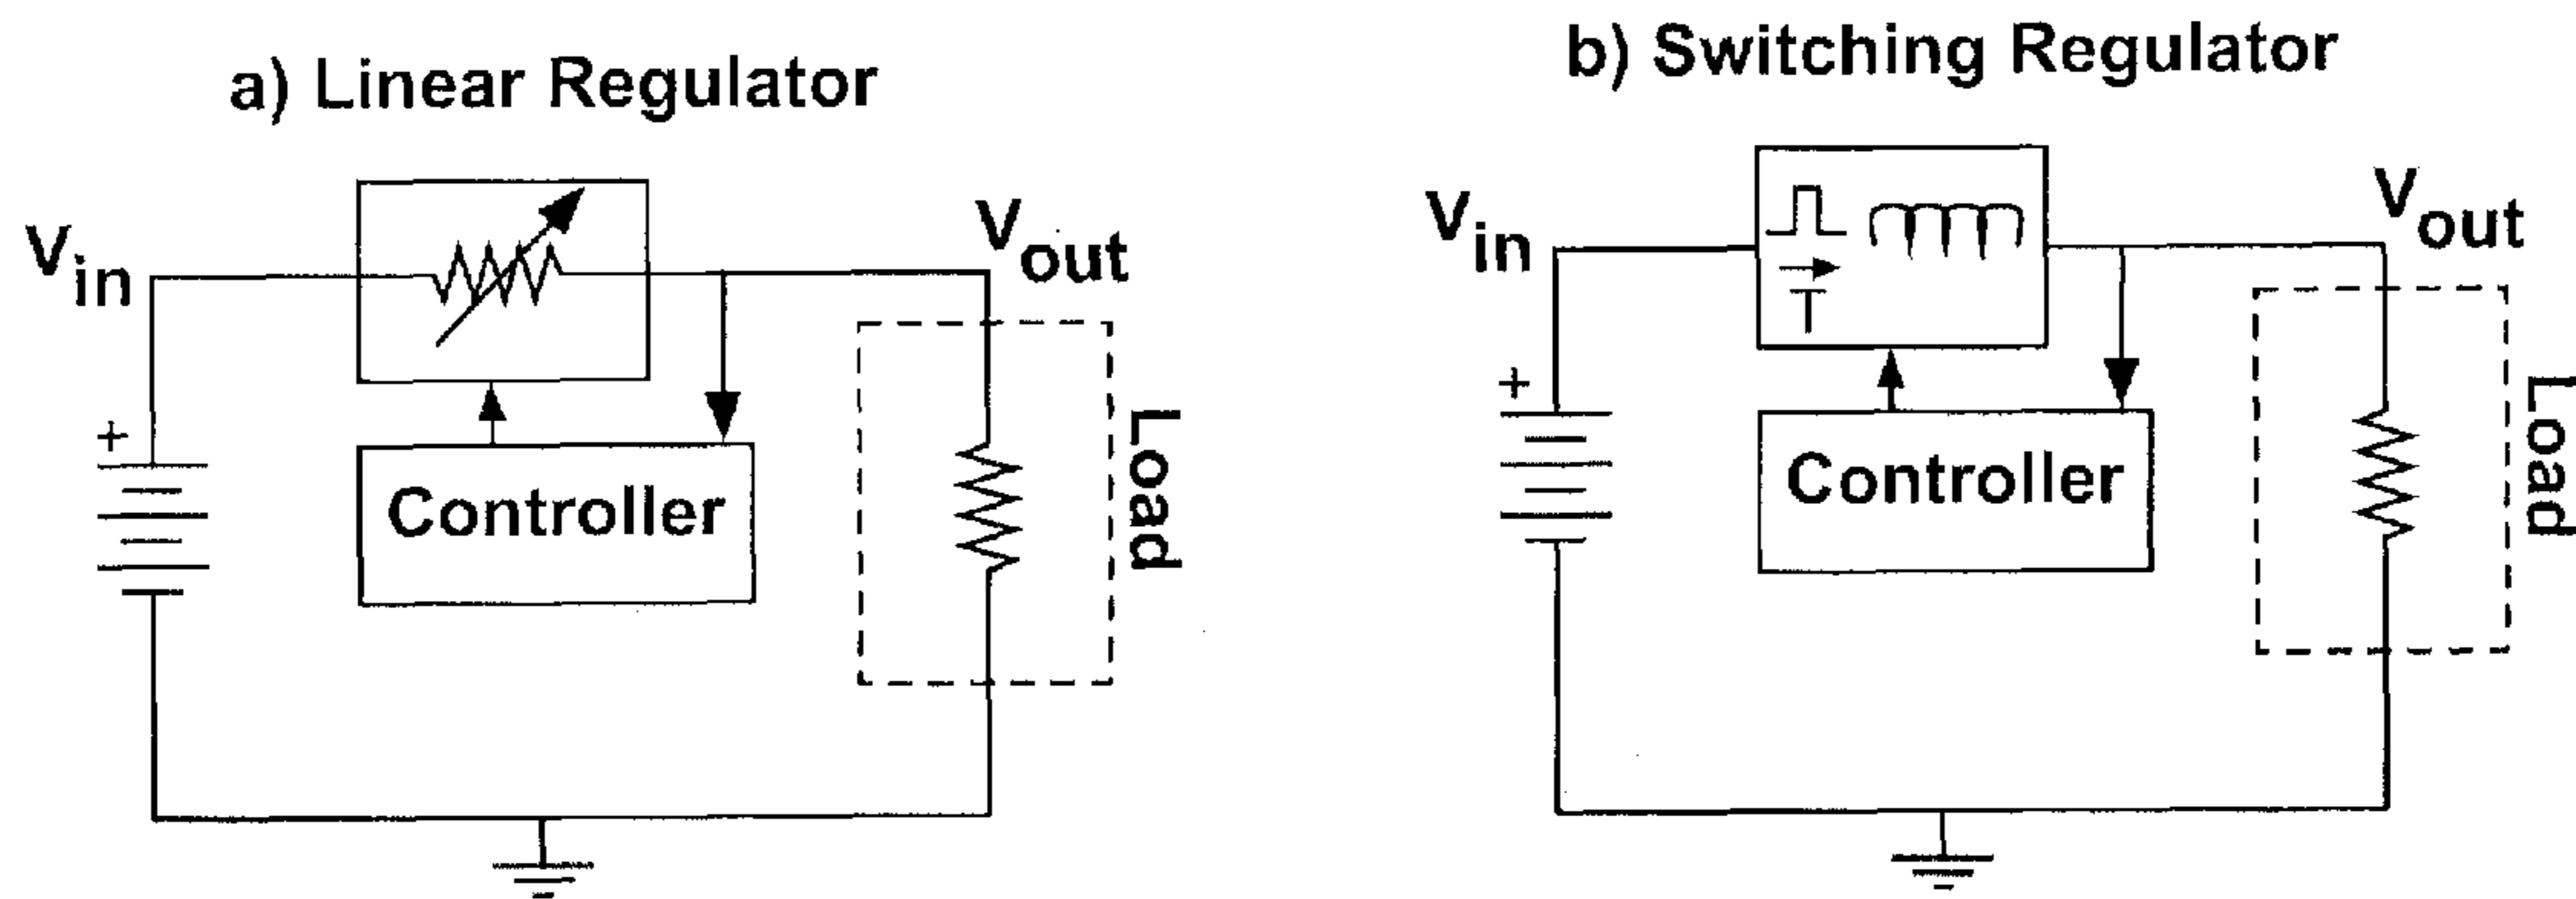 a) Linear Regulator
Vin
Vout
+
Controller
Load
b) Switching Regulator
Vin
Vout
+
Controller
Load